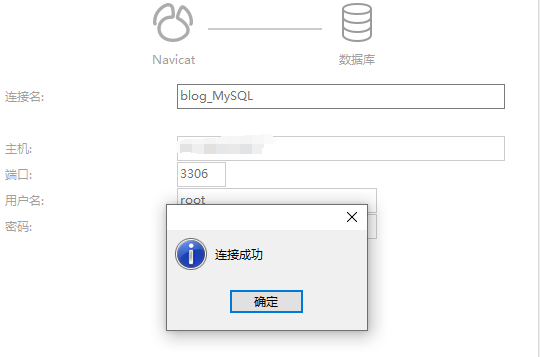 Navicat
数据库
连接名:
blog_MySQL
主机:
端口:
3306
用户名:
root
密码:
连接成功
确定